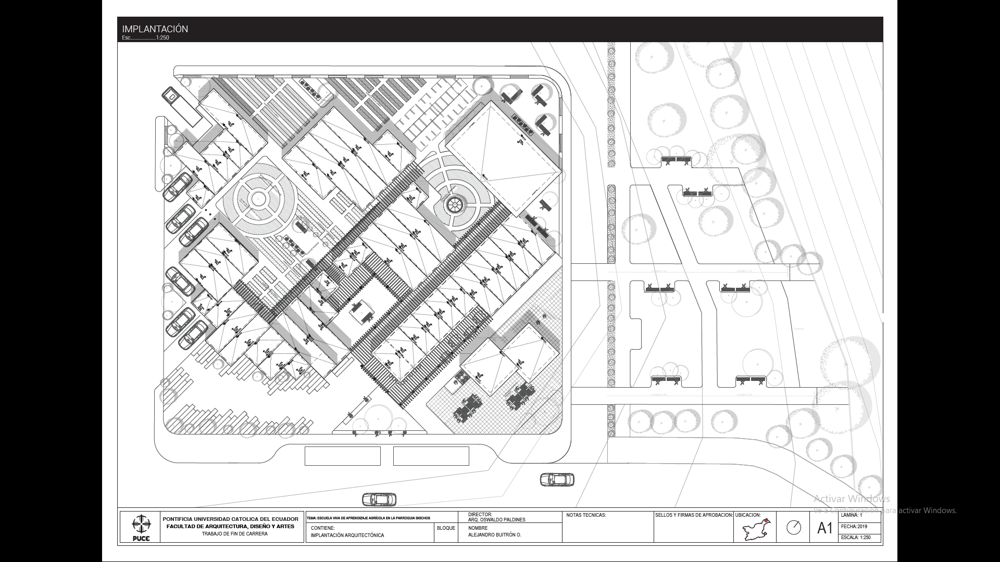 IMPLANTACIÓN
Esc.....................1:250
PUCE
PONTIFICIA UNIVERSIDAD CATOLICA DEL ECUADOR
FACULTAD DE ARQUITECTURA, DISEÑO Y ARTES
TRABAJO DE FIN DE CARRERA
TEMA: ESCUELA VIVA DE APRENDIZAJE AGRÍCOLA EN LA PARROQUIA SIGCHOS
CONTIENE:
IMPLANTACIÓN ARQUITECTÓNICA
BLOQUE
DIRECTOR:
ARQ. OSWALDO PALDINES
NOMBRE
ALEJANDRO BUITRÓN O.
NOTAS TECNICAS:
SELLOS Y FIRMAS DE APROBACION:
UBICACION:
A1
LAMINA: 1
FECHA:2019
ESCALA: 1:250
Activar Windows
Ve a Configuración para activar Windows.